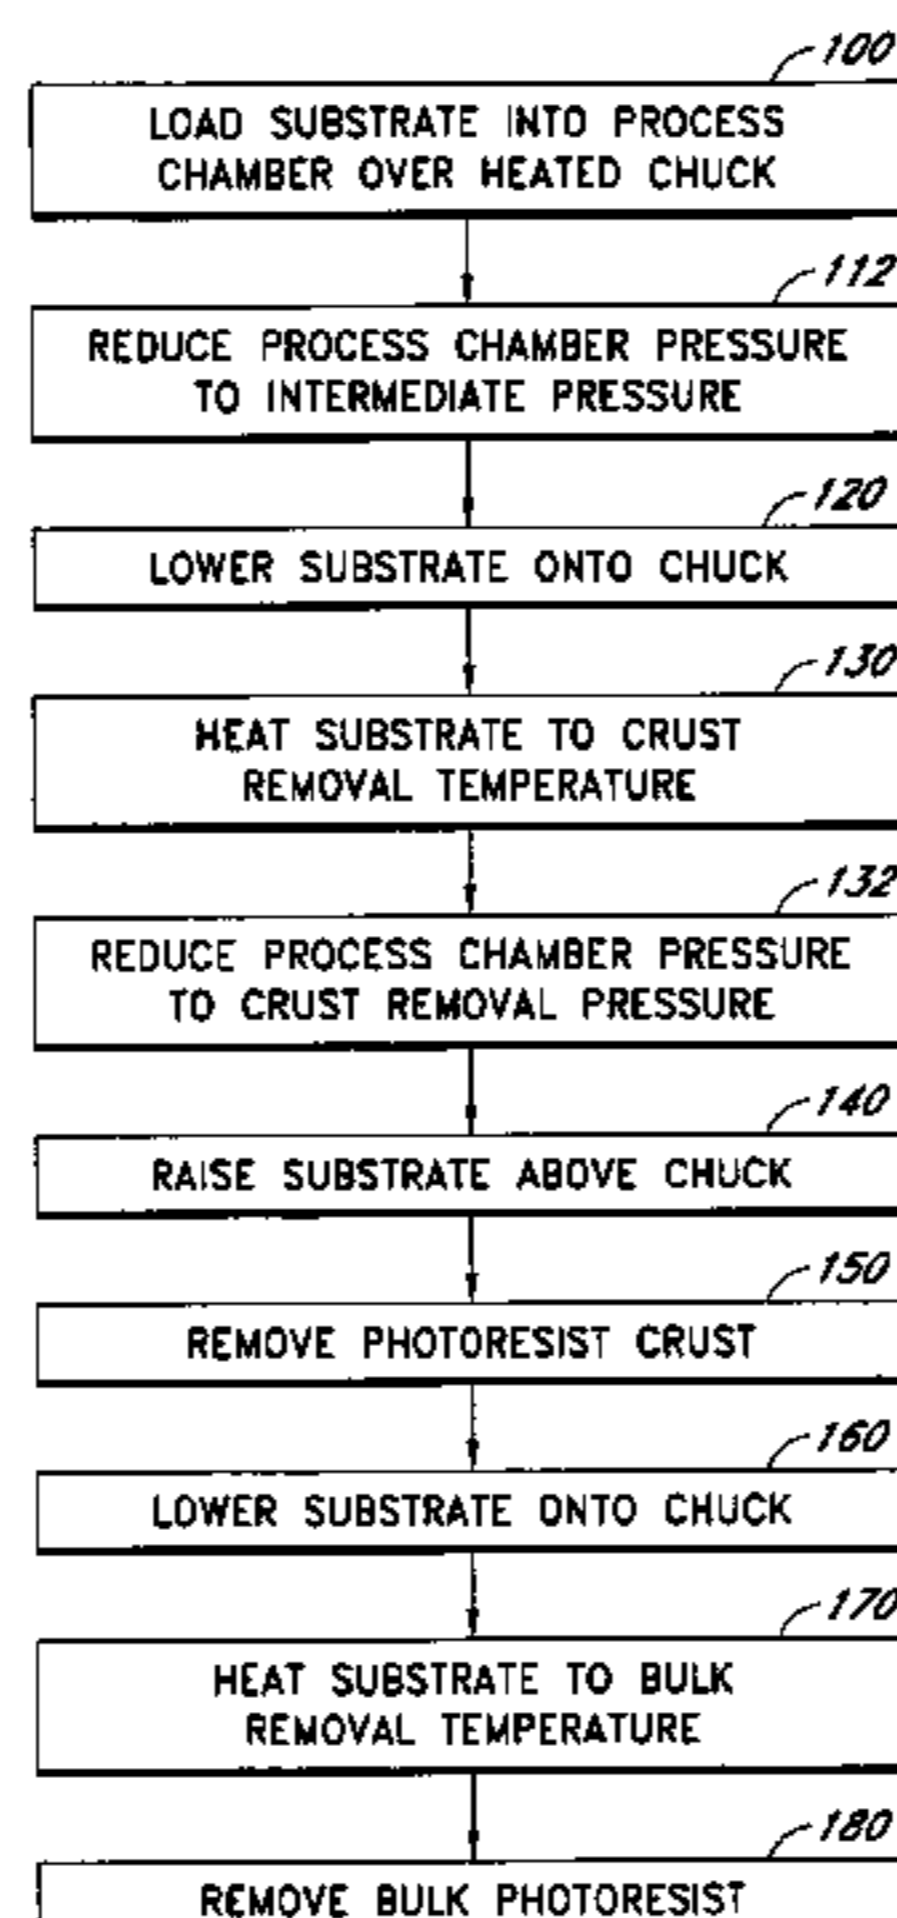 100
LOAD SUBSTRATE INTO PROCESS
CHAMBER OVER HEATED CHUCK
112
REDUCE PROCESS CHAMBER PRESSURE
TO INTERMEDIATE PRESSURE
120
LOWER SUBSTRATE ONTO CHUCK
130
HEAT SUBSTRATE TO CRUST
REMOVAL TEMPERATURE
132
REDUCE PROCESS CHAMBER PRESSURE
TO CRUST REMOVAL PRESSURE
140
RAISE SUBSTRATE ABOVE CHUCK
150
REMOVE PHOTORESIST CRUST
160
LOWER SUBSTRATE ONTO CHUCK
170
HEAT SUBSTRATE TO BULK
REMOVAL TEMPERATURE
180
REMOVE BULK PHOTORESIST